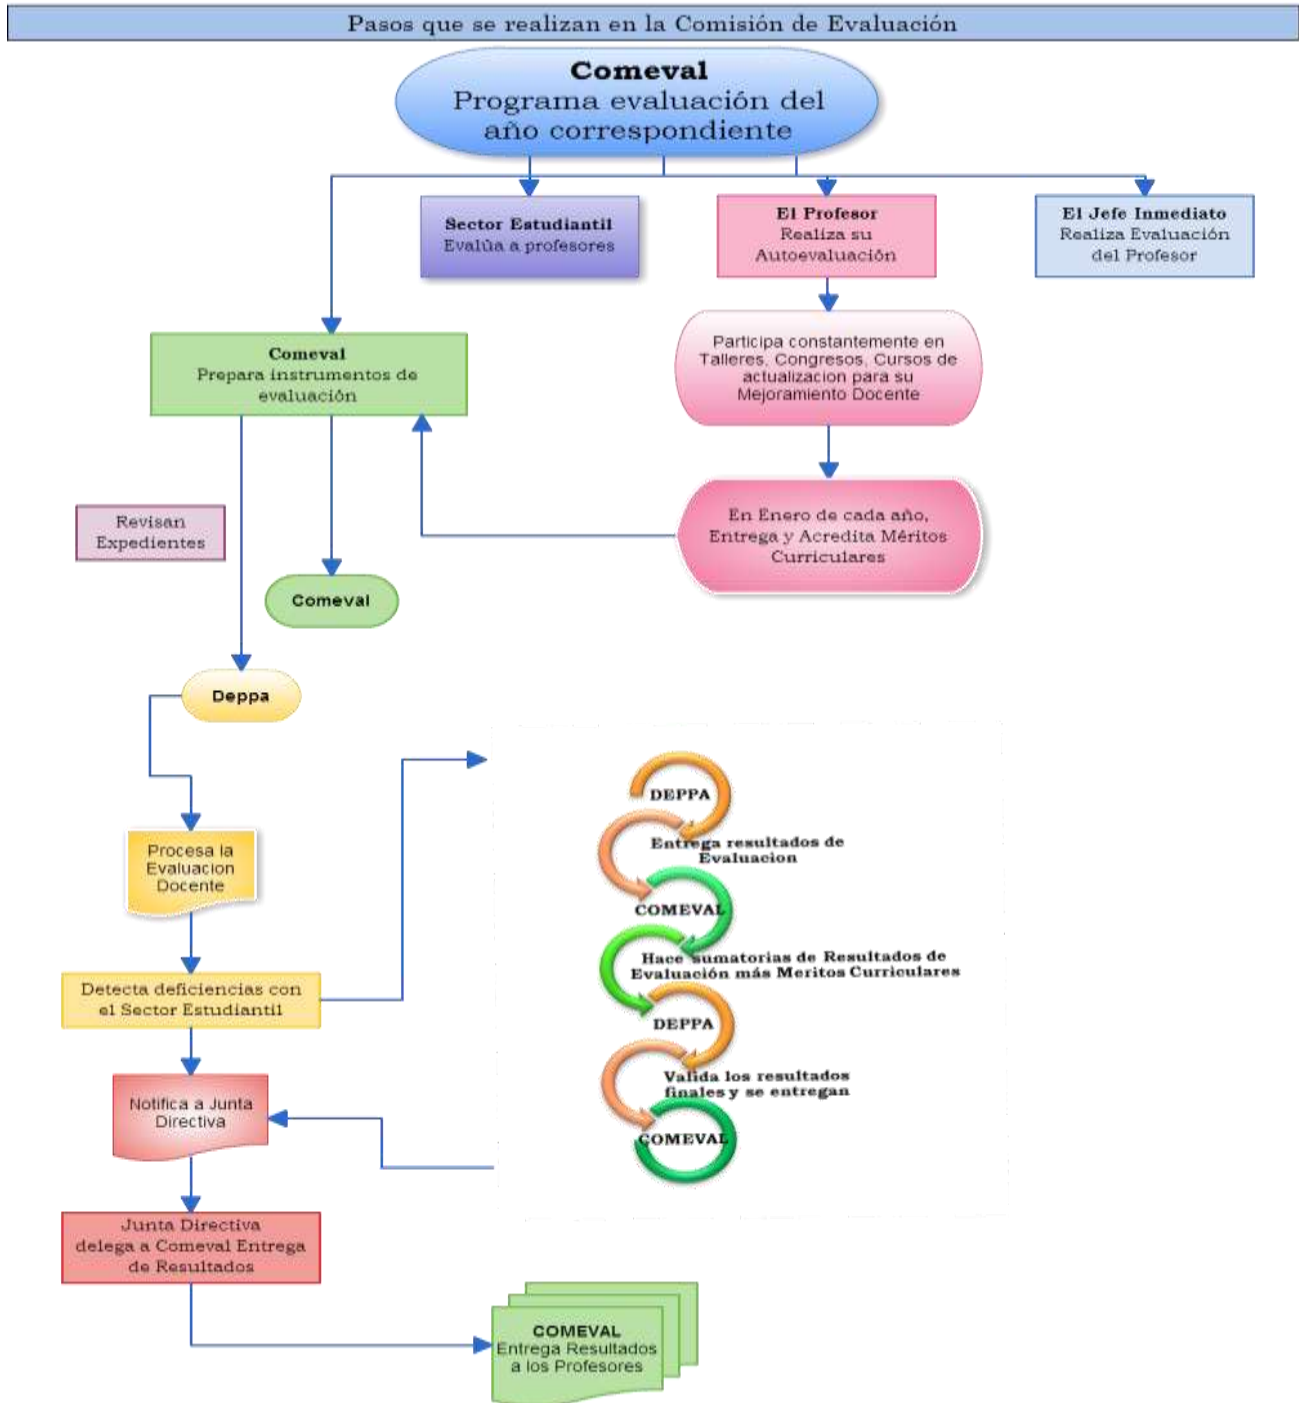 Pasos que se realizan en la Comisión de Evaluación
Comeval
Programa evaluación del
año correspondiente
Sector Estudiantil
Evalúa a profesores
El Profesor
Realiza su
Autoevaluación
El Jefe Inmediato
Realiza Evaluación
del Profesor
Comeval
Prepara instrumentos de
evaluación
Participa constantemente en
Talleres, Congresos, Cursos de
actualizacion para su
Mejoramiento Docente
Revisan
Expedientes
En Enero de cada año,
Entrega y Acredita Méritos
Curriculares
Comeval
Deppa
Procesa la
Evaluacion
Docente
Detecta deficiencias con
el Sector Estudiantil
Notifica a Junta
Directiva
Junta Directiva
delega a Comeval Entrega
de Resultados
DEPPA
Entrega resultados de
Evaluacion
COMEVAL
Hace sumatorias de Resultados de
Evaluación más Meritos Curriculares
DEPPA
Valida los resultados
finales y se entregan
COMEVAL
COMEVAL
Entrega Resultados
a los Profesores